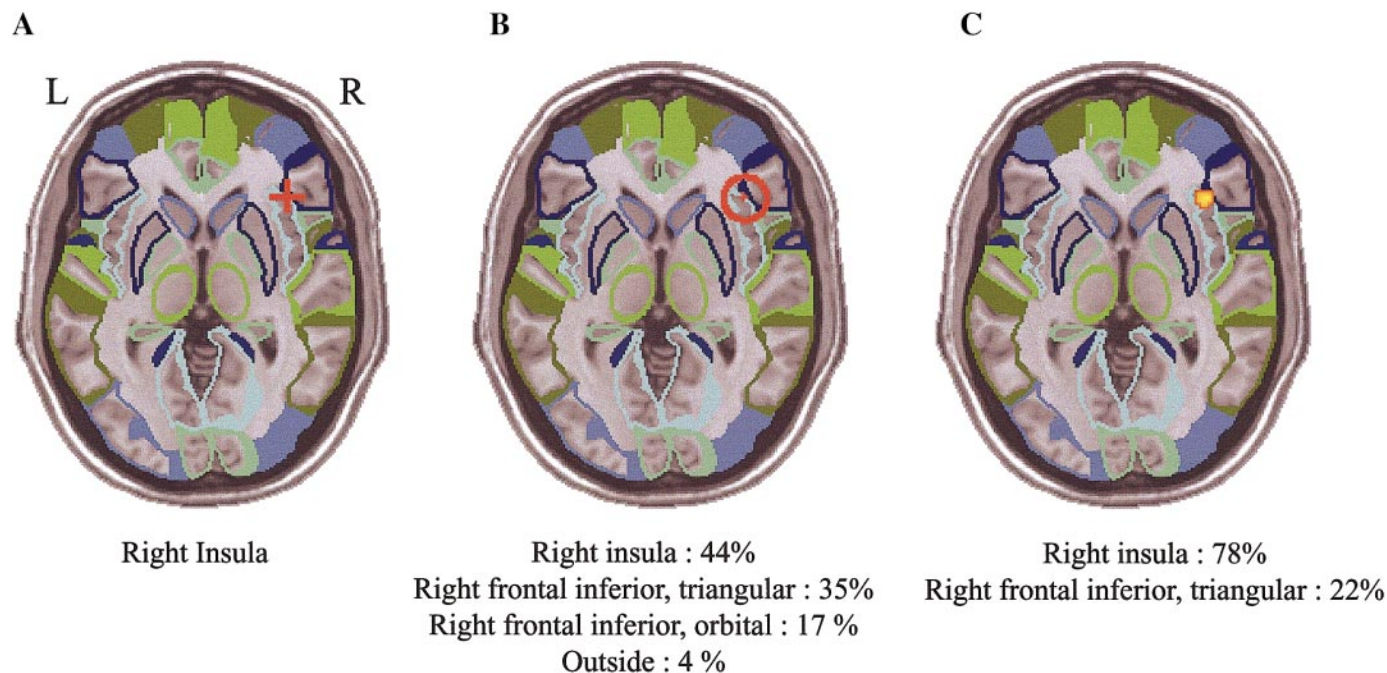 A
B
C
L
R
Right Insula
Right insula : 44%
Right frontal inferior, triangular : 35%
Right frontal inferior, orbital : 17 %
Outside : 4 %
Right insula : 78%
Right frontal inferior, triangular : 22%